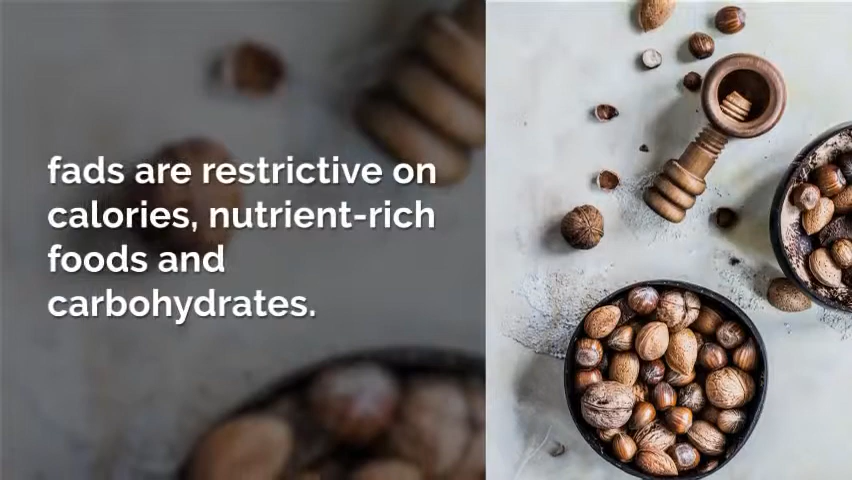 fads are restrictive on
calories, nutrient-rich
foods and
carbohydrates.